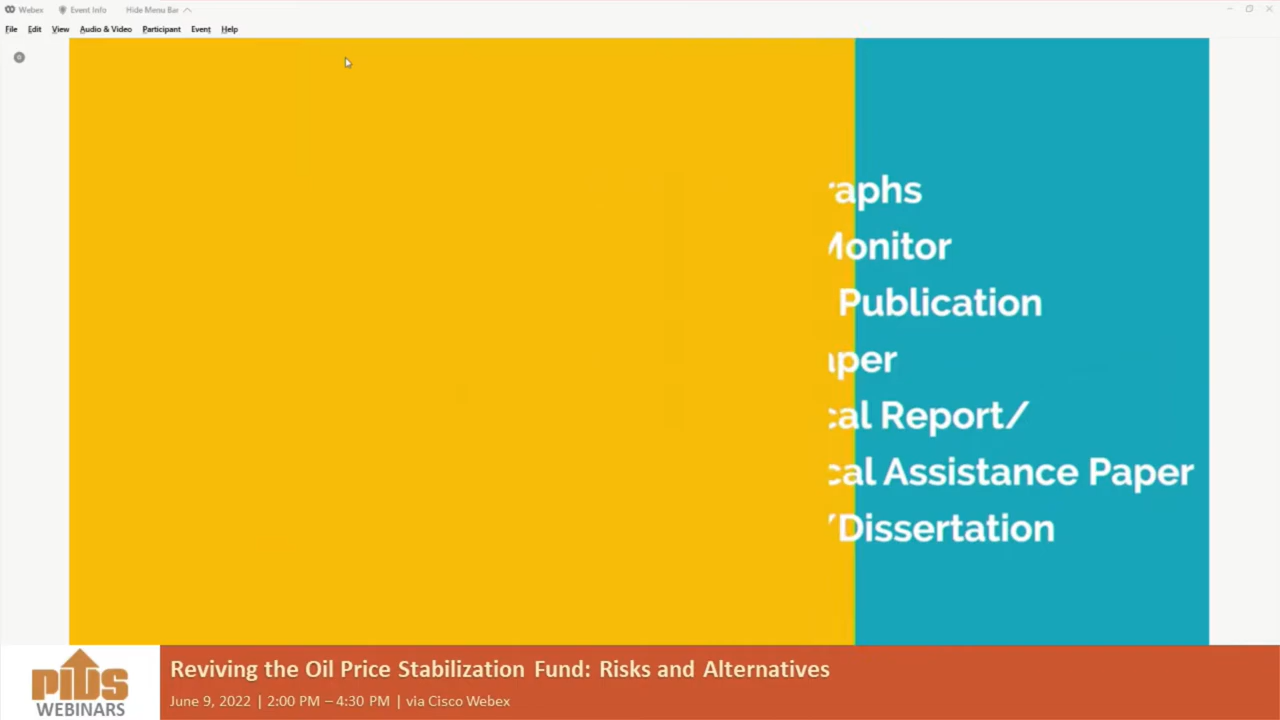 Webex
Event Info
Hide Menu Bar
File
Edit
View
Audio & Video
Participant
Event
Help
raphs
Monitor
Publication
aper
cal Report/
cal Assistance Paper
/Dissertation
PIDS
WEBINARS
Reviving the Oil Price Stabilization Fund: Risks and Alternatives
June 9, 2022 | 2:00 PM – 4:30 PM | via Cisco Webex